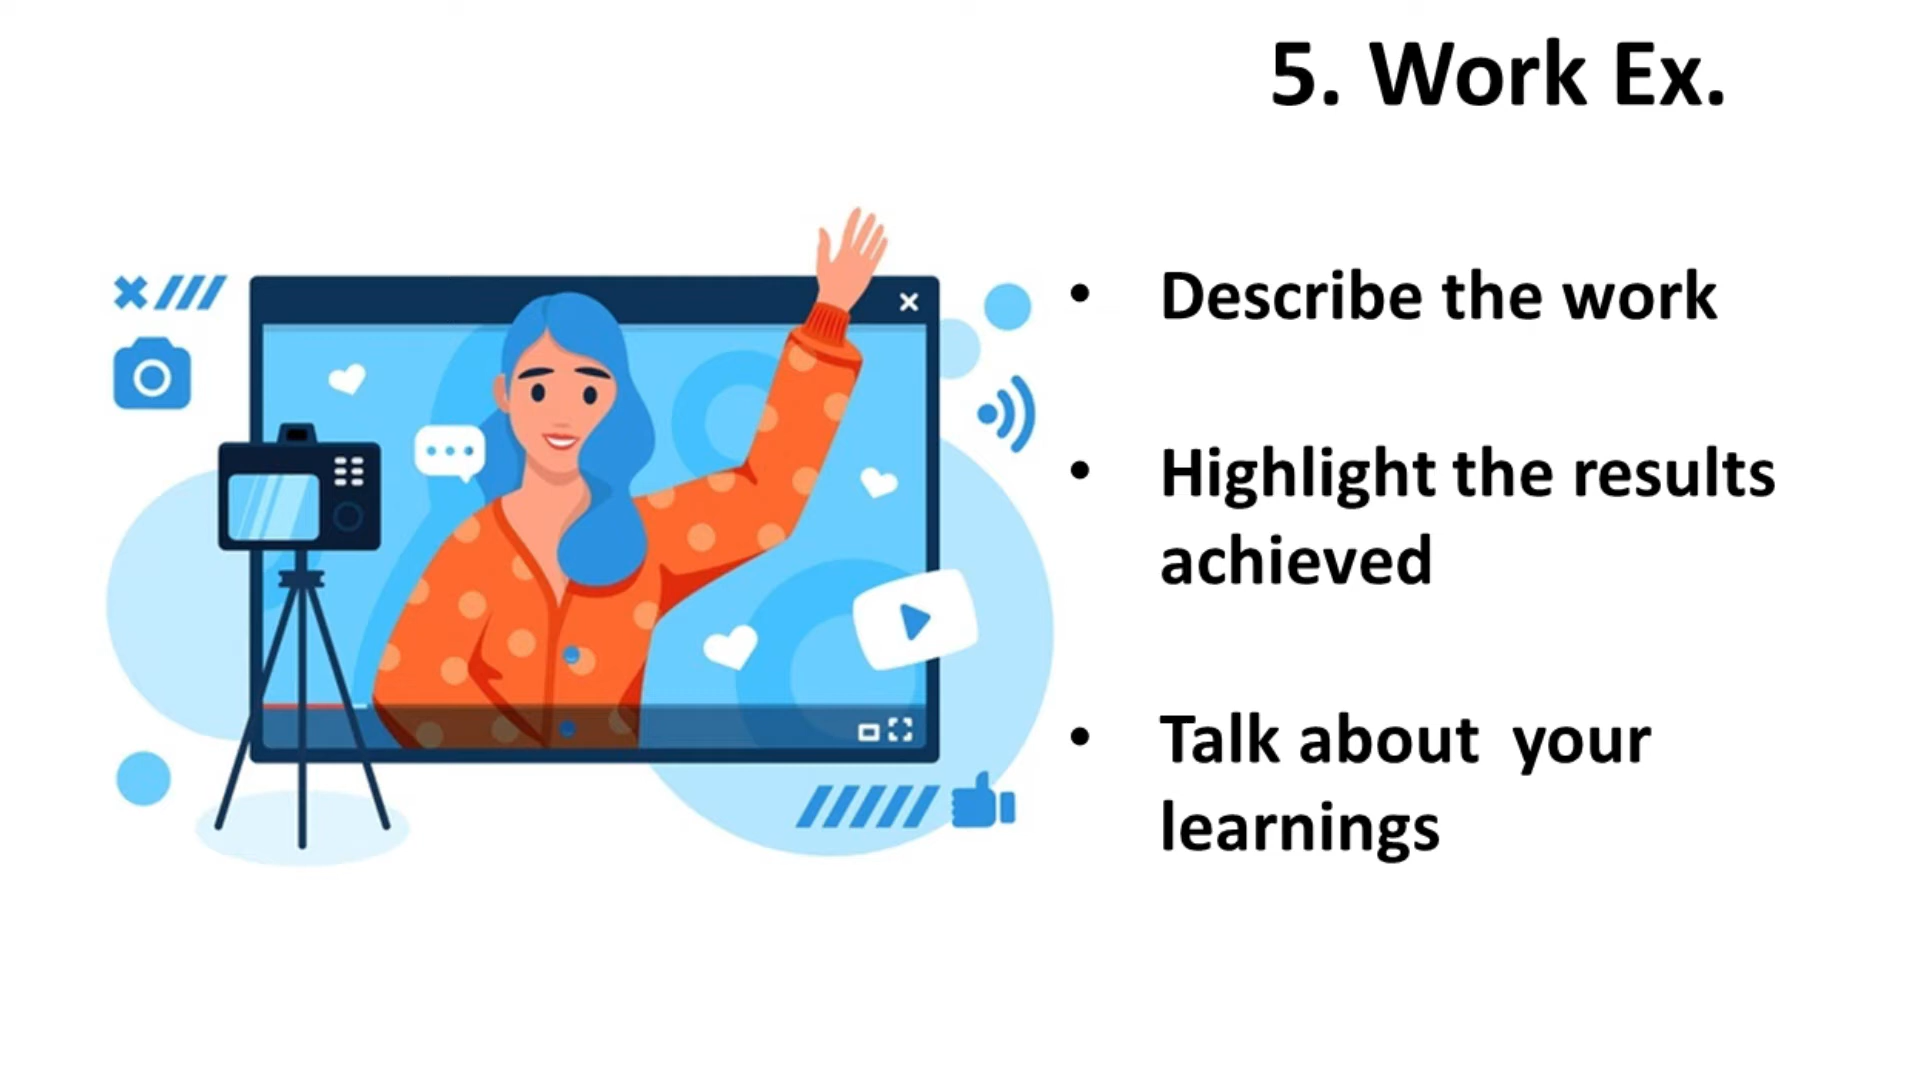 5. Work Ex.
• Describe the work
• Highlight the results
achieved
• Talk about  your
learnings